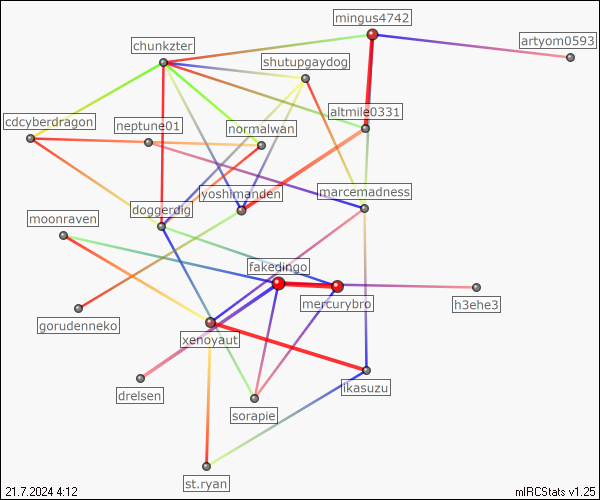 mingus4742
artyom0593
chunkzter
shutupgaydog
altmile0331
cdcyberdragon
neptune01
normalwan
yoshimanden
marcemadness
doggerdig
moonraven
fakedingo
mercurybro
h3ehe3
gorudenneko
xenoyaut
drelsen
ikasuzu
sorapie
st.ryan
21.7.2024 4:12
mIRCStats v1.25